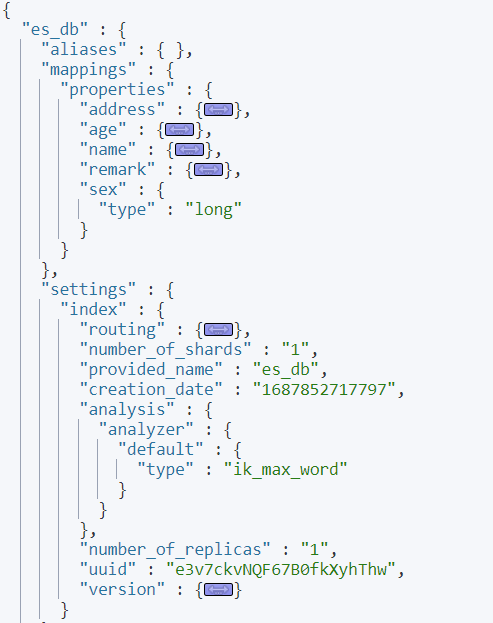 {
  "es_db" : {
    "aliases" : { },
    "mappings" : {
      "properties" : {
        "address" : {↔},
        "age" : {↔},
        "name" : {↔},
        "remark" : {↔},
        "sex" : {
          "type" : "long"
        }
      }
    },
    "settings" : {
      "index" : {
        "routing" : {↔},
        "number_of_shards" : "1",
        "provided_name" : "es_db",
        "creation_date" : "1687852717797",
        "analysis" : {
          "analyzer" : {
            "default" : {
              "type" : "ik_max_word"
            }
          }
        },
        "number_of_replicas" : "1",
        "uuid" : "e3v7ckvNQF67B0fkXyhThw",
        "version" : {↔}
      }